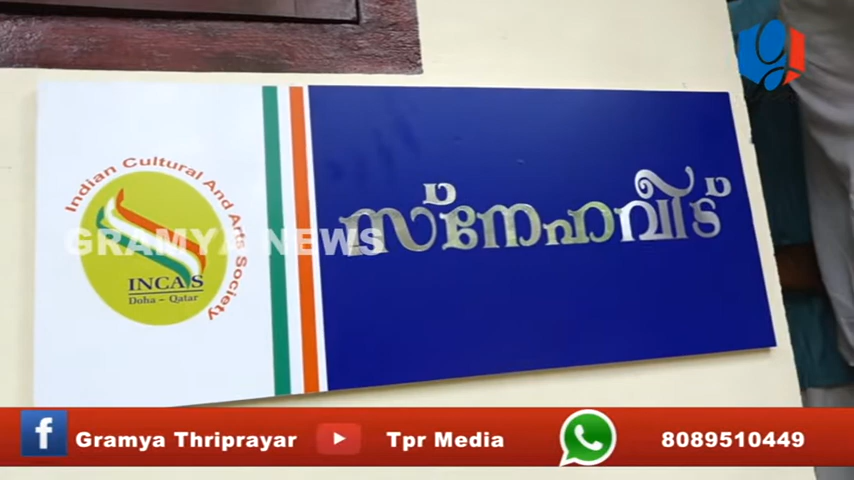 Indian Cultural And Arts Society
INCAS
Doha - Qatar
സ്നേഹവീട്
GRAMYA NEWS
Gramya Thriprayar
Tpr Media
8089510449